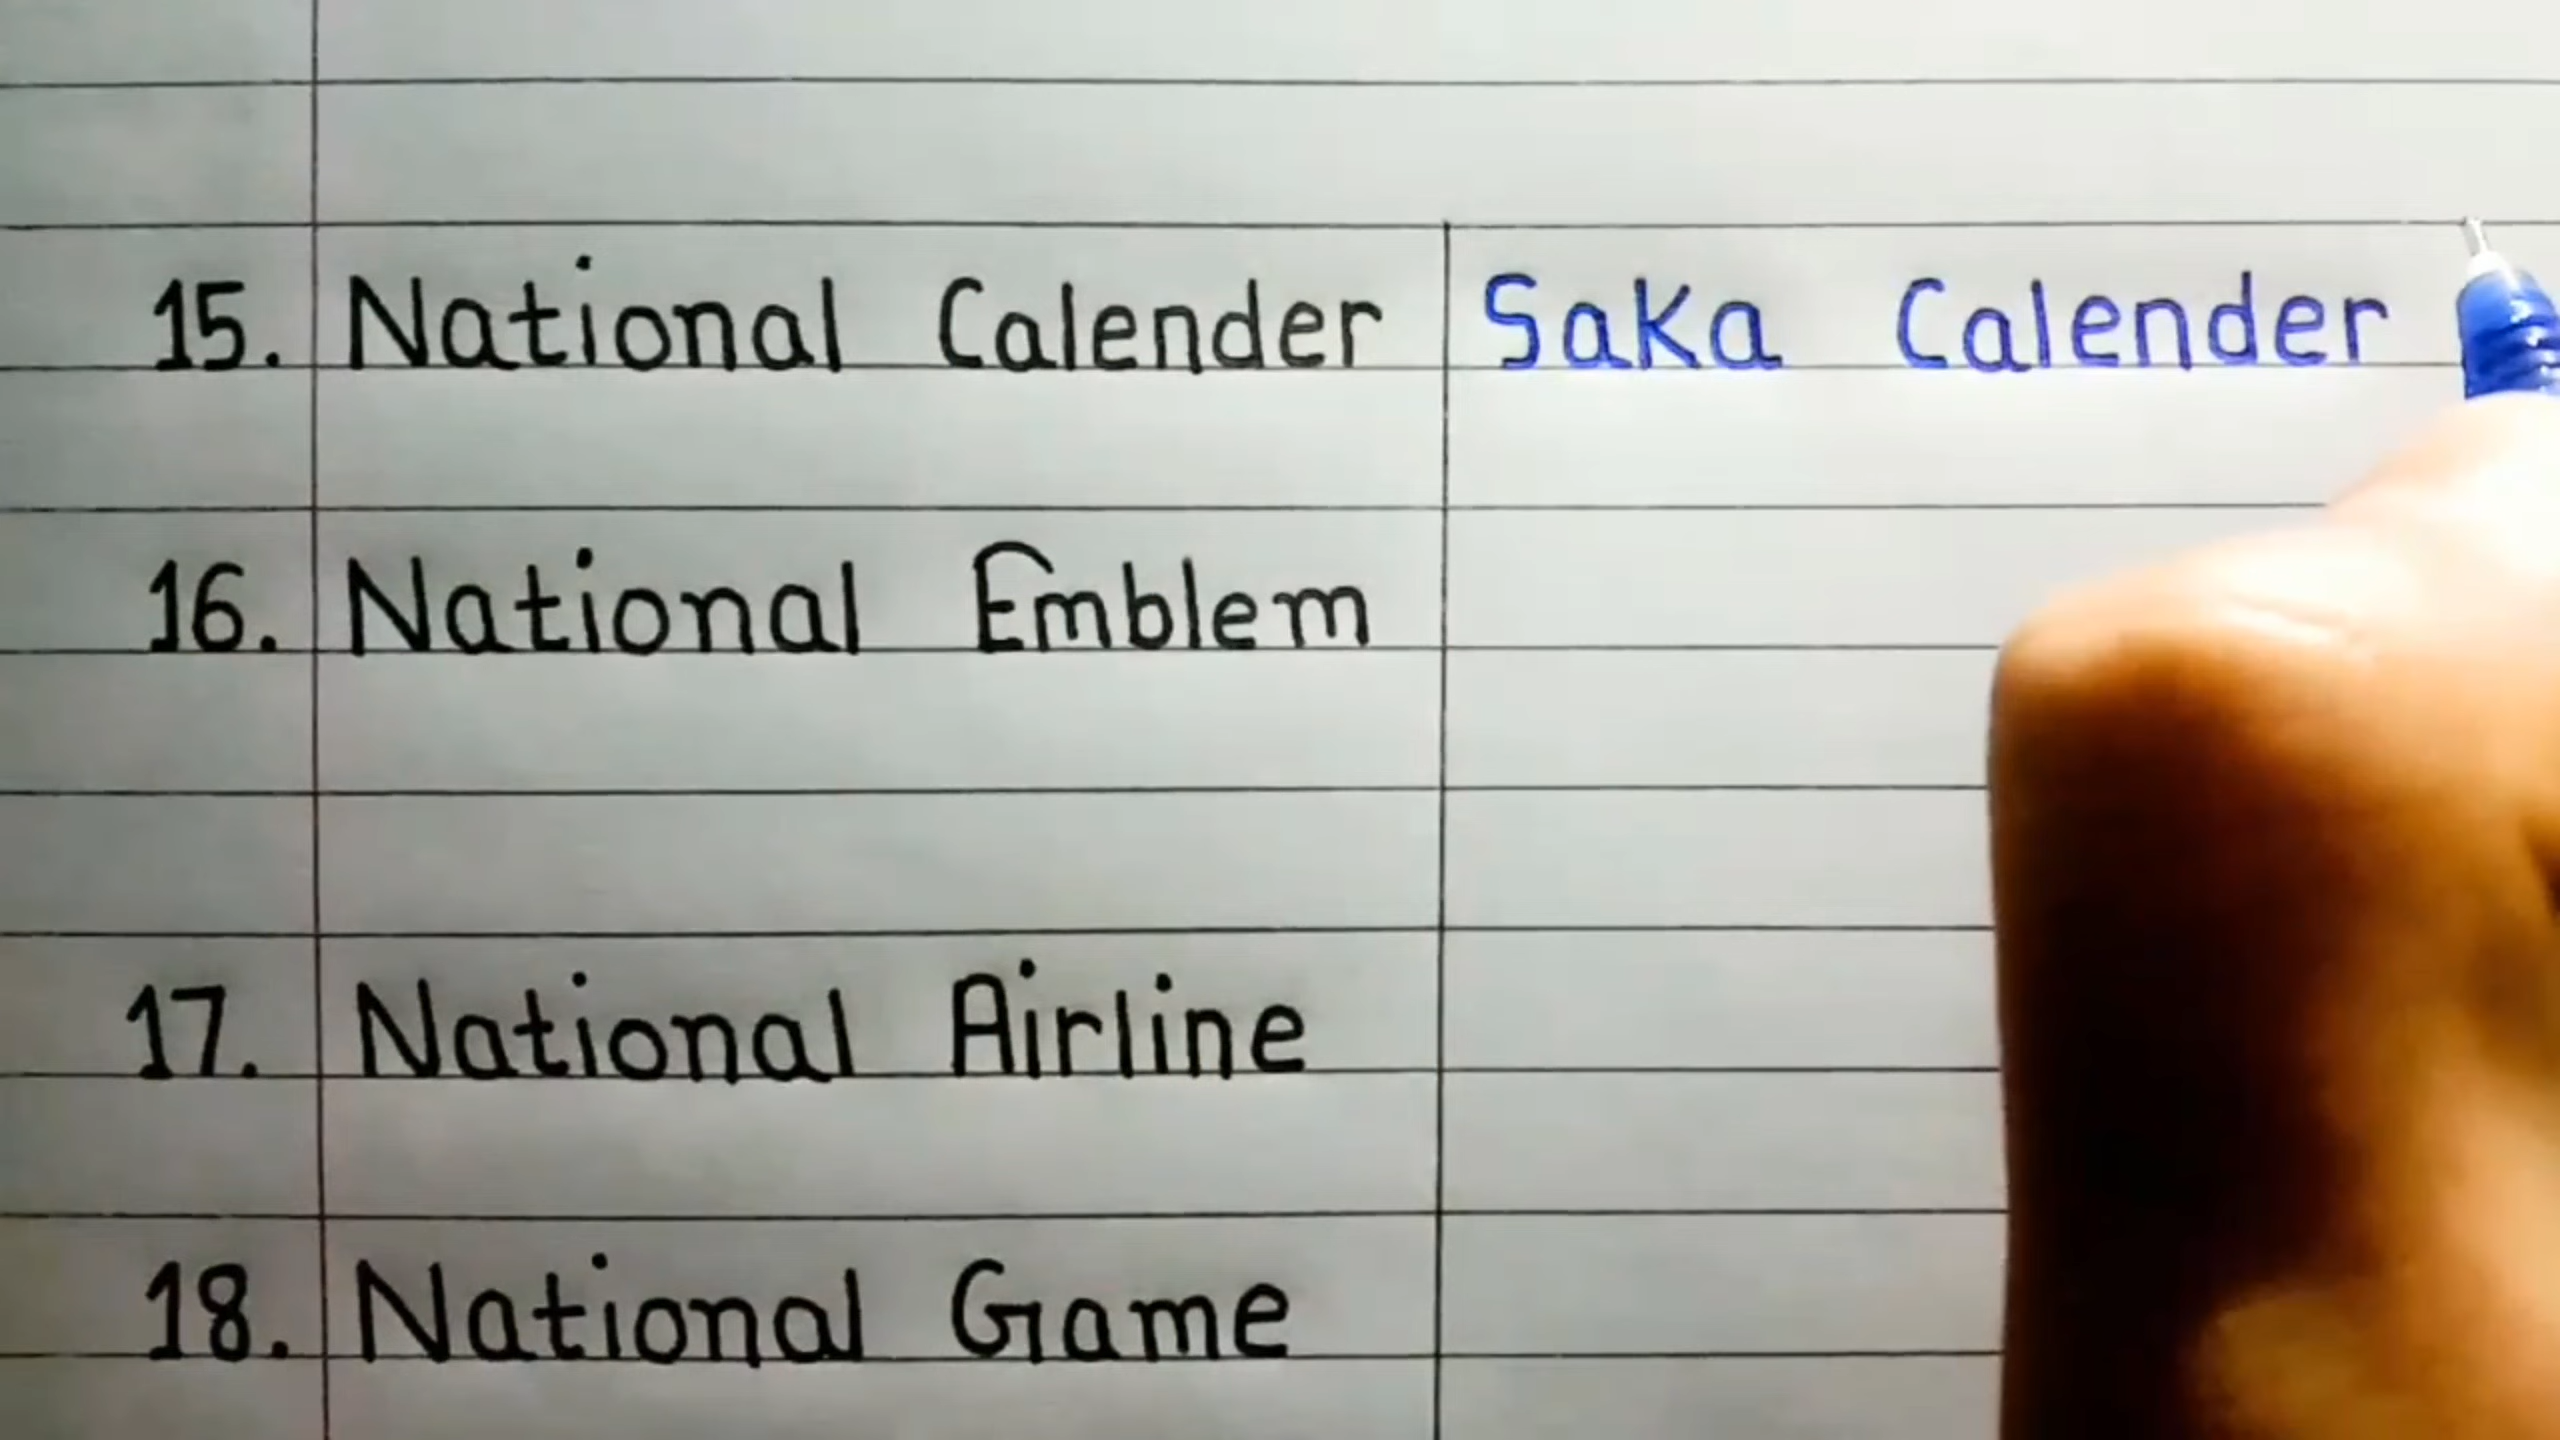 15. National Calender Saka Calender
16. National Emblem
17. National Airline
18. National Game